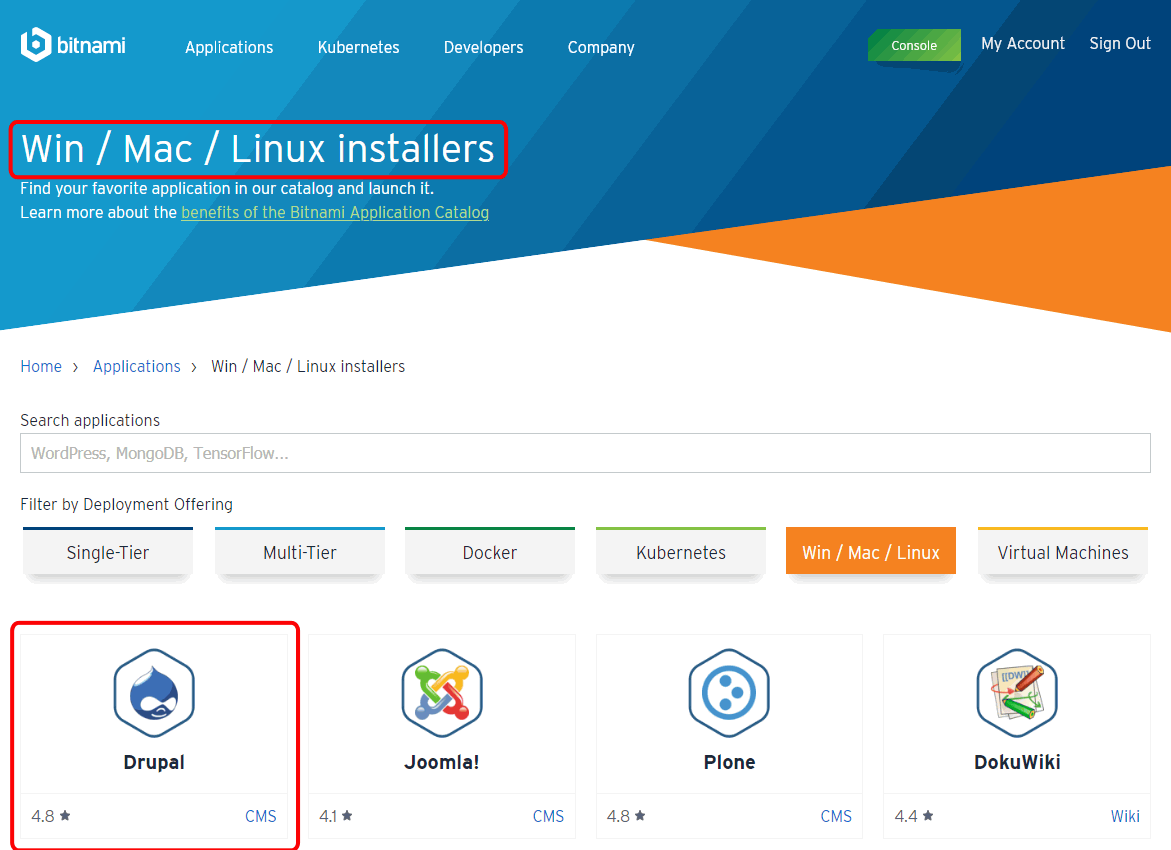 bitnami
Applications Kubernetes Developers Company
Console My Account Sign Out
Win / Mac / Linux installers
Find your favorite application in our catalog and launch it.
Learn more about the benefits of the Bitnami Application Catalog
Home > Applications > Win / Mac / Linux installers
Search applications
WordPress, MongoDB, TensorFlow...
Filter by Deployment Offering
Single-Tier Multi-Tier Docker Kubernetes Win / Mac / Linux Virtual Machines
[[DW]]
Drupal Joomla! Plone DokuWiki
4.8 ★ CMS 4.1 ★ CMS 4.8 ★ CMS 4.4 ★ Wiki